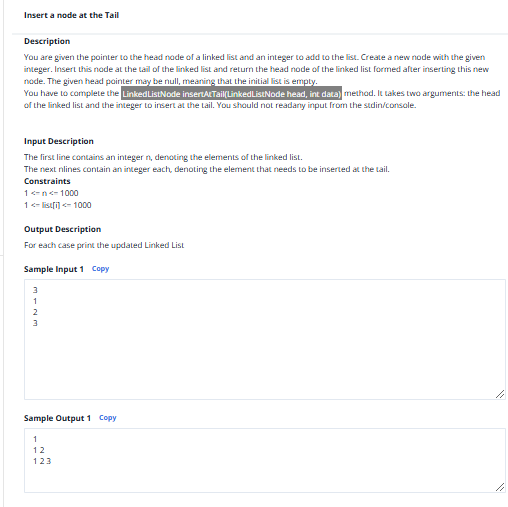 Insert a node at the Tail
Description
You are given the pointer to the head node of a linked list and an integer to add to the list. Create a new node with the given
integer. Insert this node at the tail of the linked list and return the head node of the linked list formed after inserting this new
node. The given head pointer may be null, meaning that the initial list is empty.
You have to complete the LinkedListNode insertAtTail(LinkedListNode head, int data) method. It takes two arguments: the head
of the linked list and the integer to insert at the tail. You should not readany input from the stdin/console.
Input Description
The first line contains an integer n, denoting the elements of the linked list.
The next nlines contain an integer each, denoting the element that needs to be inserted at the tail.
Constraints
1 <= n <= 1000
1 <= list[i] <= 1000
Output Description
For each case print the updated Linked List
Sample Input 1 Copy
3
1
2
3
Sample Output 1 Copy
1
1 2
1 2 3